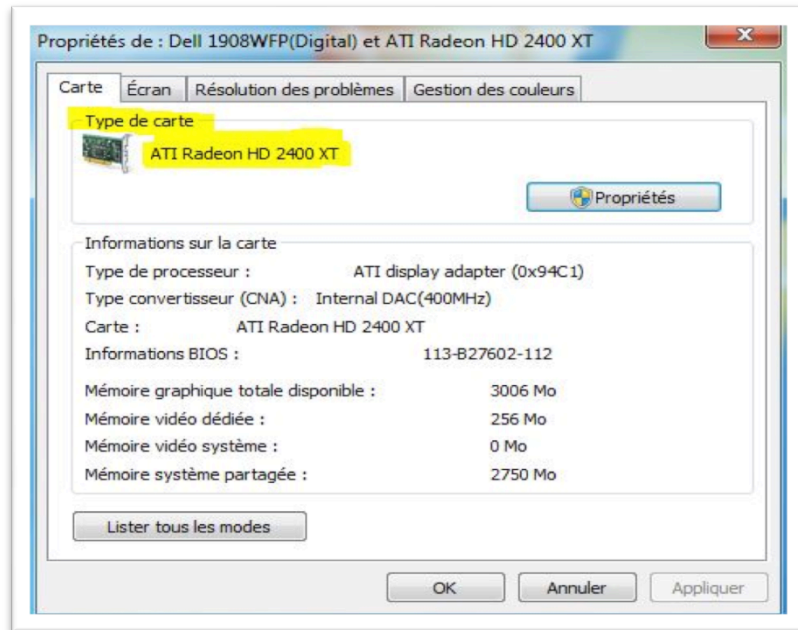 Propriétés de : Dell 1908WFP(Digital) et ATI Radeon HD 2400 XT
Carte Écran Résolution des problèmes Gestion des couleurs
Type de carte
ATI Radeon HD 2400 XT
Propriétés
Informations sur la carte
Type de processeur : ATI display adapter (0x94C1)
Type convertisseur (CNA) : Internal DAC(400MHz)
Carte : ATI Radeon HD 2400 XT
Informations BIOS : 113-B27602-112
Mémoire graphique totale disponible : 3006 Mo
Mémoire vidéo dédiée : 256 Mo
Mémoire vidéo système : 0 Mo
Mémoire système partagée : 2750 Mo
Lister tous les modes
OK Annuler Appliquer